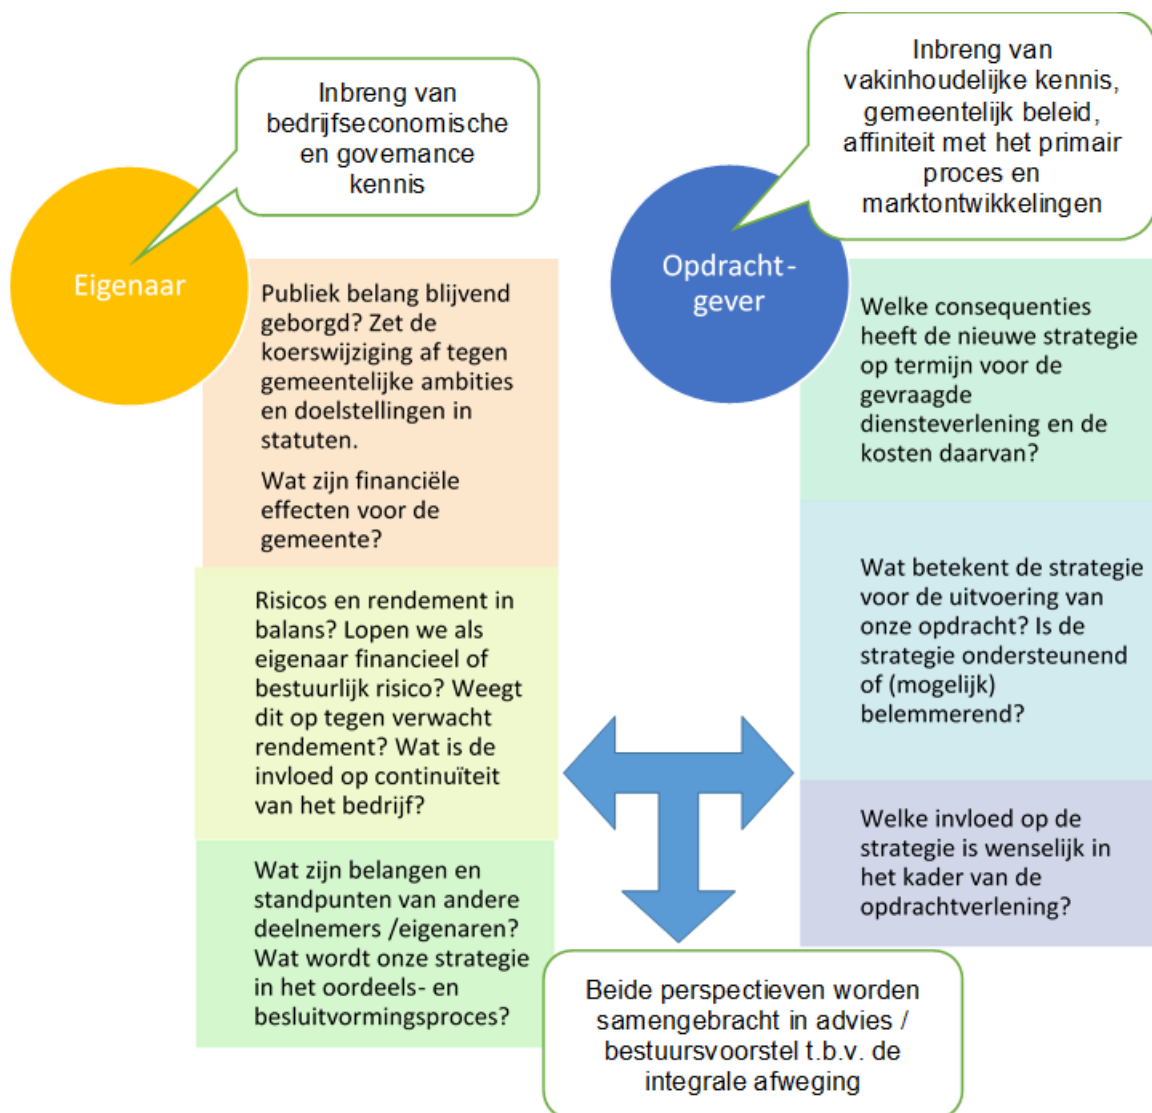 Inbreng van
bedrijfseconomische
en governance
kennis
Eigenaar
Publiek belang blijvend
geborgd? Zet de
koerswijziging af tegen
gemeentelijke ambities
en doelstellingen in
statuten.
Wat zijn financiële
effecten voor de
gemeente?
Risicos en rendement in
balans? Lopen we als
eigenaar financieel of
bestuurlijk risico? Weegt
dit op tegen verwacht
rendement? Wat is de
invloed op continuïteit
van het bedrijf?
Wat zijn belangen en
standpunten van andere
deelnemers /eigenaren?
Wat wordt onze strategie
in het oordeels- en
besluitvormingsproces?
Inbreng van
vakinhoudelijke kennis,
gemeentelijk beleid,
affiniteit met het primair
proces en
marktontwikkelingen
Opdracht-
gever
Welke consequenties
heeft de nieuwe strategie
op termijn voor de
gevraagde
diensteverlening en de
kosten daarvan?
Wat betekent de strategie
voor de uitvoering van
onze opdracht? Is de
strategie ondersteunend
of (mogelijk)
belemmerend?
Welke invloed op de
strategie is wenselijk in
het kader van de
opdrachtverlening?
Beide perspectieven worden
samengebracht in advies /
bestuursvoorstel t.b.v. de
integrale afweging